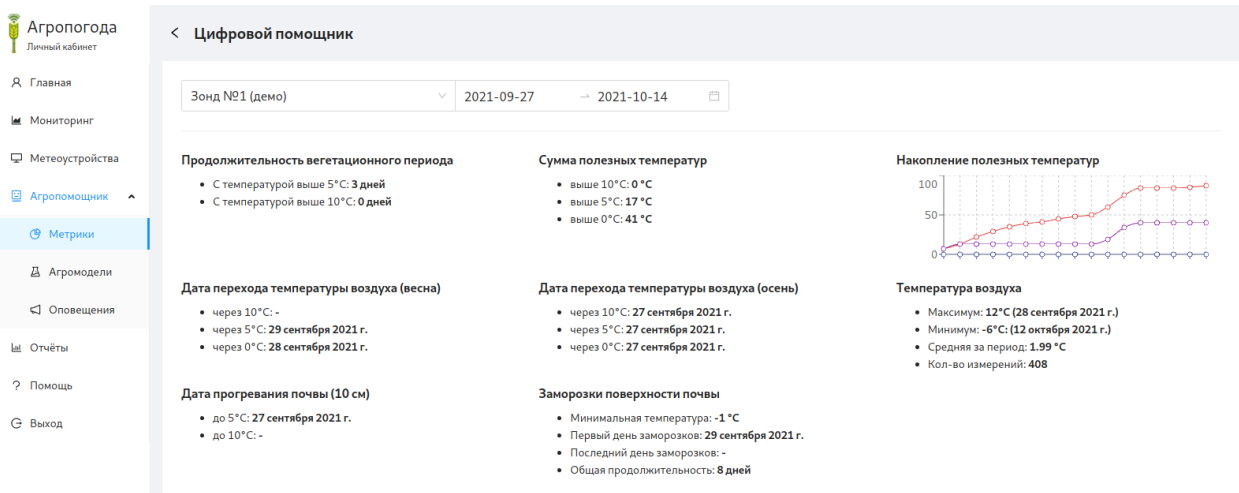 Агропогода
Личный кабинет
Главная
Мониторинг
Метеоустройства
Агропомощник
Метрики
Агромодели
Оповещения
Отчёты
Помощь
Выход
Цифровой помощник
Зонд №1 (демо)
2021-09-27 → 2021-10-14
Продолжительность вегетационного периода
• С температурой выше 5°C: 3 дней
• С температурой выше 10°C: 0 дней
Сумма полезных температур
• выше 10°C: 0 °C
• выше 5°C: 17 °C
• выше 0°C: 41 °C
Накопление полезных температур
100
50
0
Дата перехода температуры воздуха (весна)
• через 10°C: -
• через 5°C: 29 сентября 2021 г.
• через 0°C: 28 сентября 2021 г.
Дата перехода температуры воздуха (осень)
• через 10°C: 27 сентября 2021 г.
• через 5°C: 27 сентября 2021 г.
• через 0°C: 27 сентября 2021 г.
Температура воздуха
• Максимум: 12°C (28 сентября 2021 г.)
• Минимум: -6°C: (12 октября 2021 г.)
• Средняя за период: 1.99 °C
• Кол-во измерений: 408
Дата прогревания почвы (10 см)
• до 5°C: 27 сентября 2021 г.
• до 10°C: -
Заморозки поверхности почвы
• Минимальная температура: -1 °C
• Первый день заморозков: 29 сентября 2021 г.
• Последний день заморозков: -
• Общая продолжительность: 8 дней